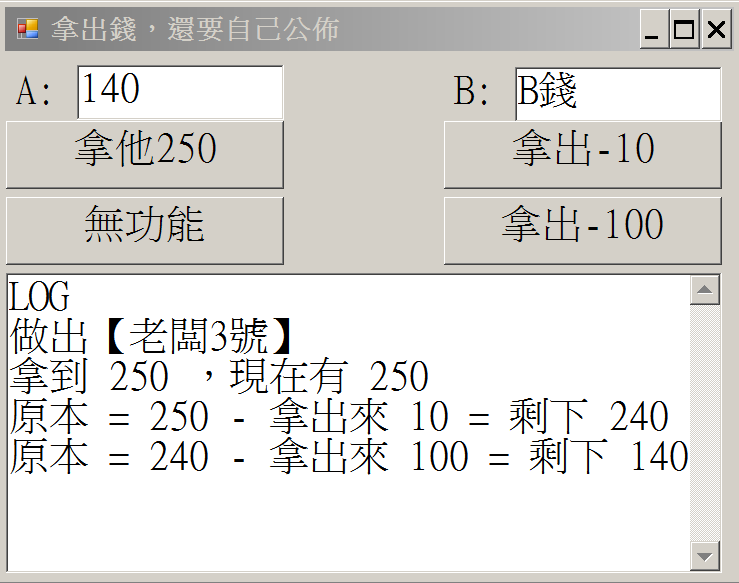 拿出錢，還要自己公佈
A: 140 B: B錢
拿他250 拿出-10
無功能 拿出-100
LOG
做出【老闆3號】
拿到 250 ，現在有 250
原本 = 250 - 拿出來 10 = 剩下 240
原本 = 240 - 拿出來 100 = 剩下 140